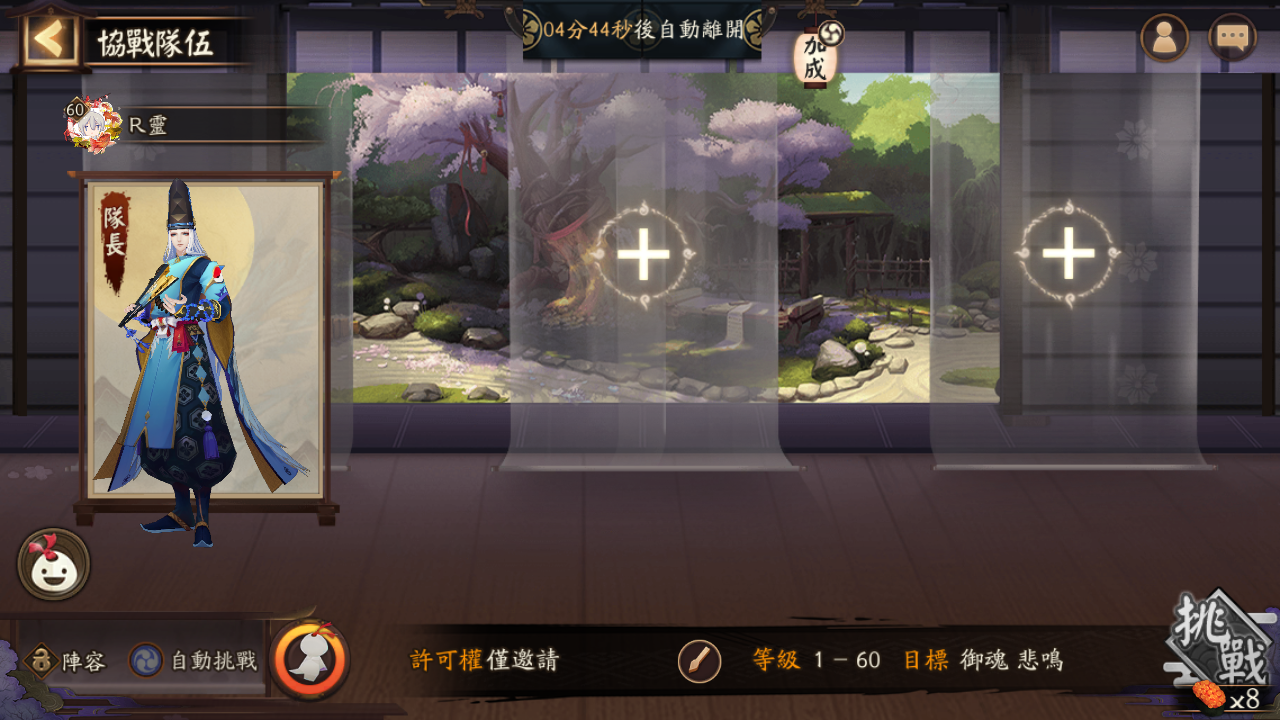 協戰隊伍
04分44秒後自動離開
加成
60
R靈
隊長
陣容
自動挑戰
許可權僅邀請
等級 1 – 60 目標 御魂 悲鳴
挑戰
x8